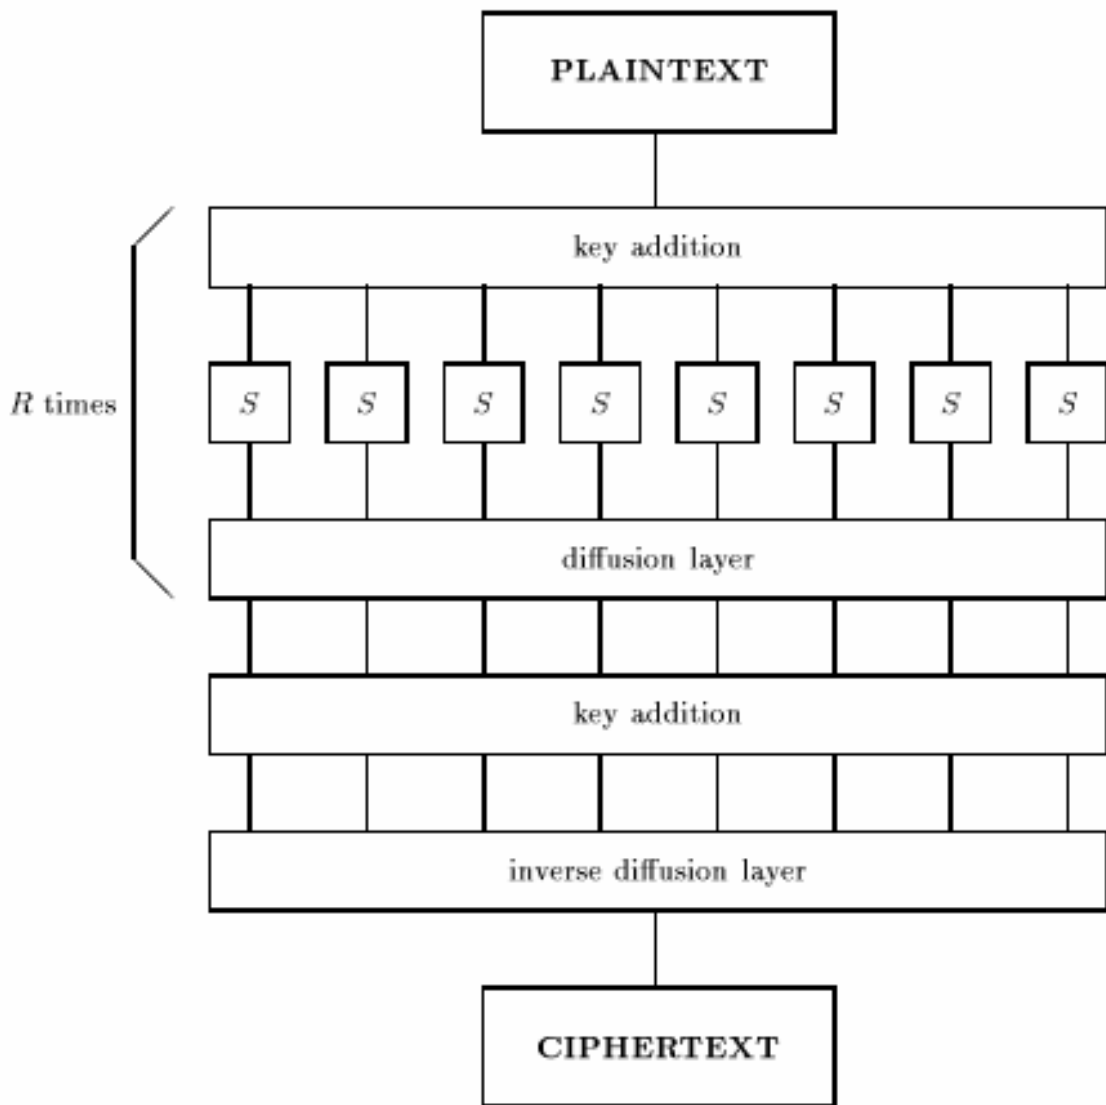 PLAINTEXT
key addition
R times
S S S S S S S S
diffusion layer
key addition
inverse diffusion layer
CIPHERTEXT